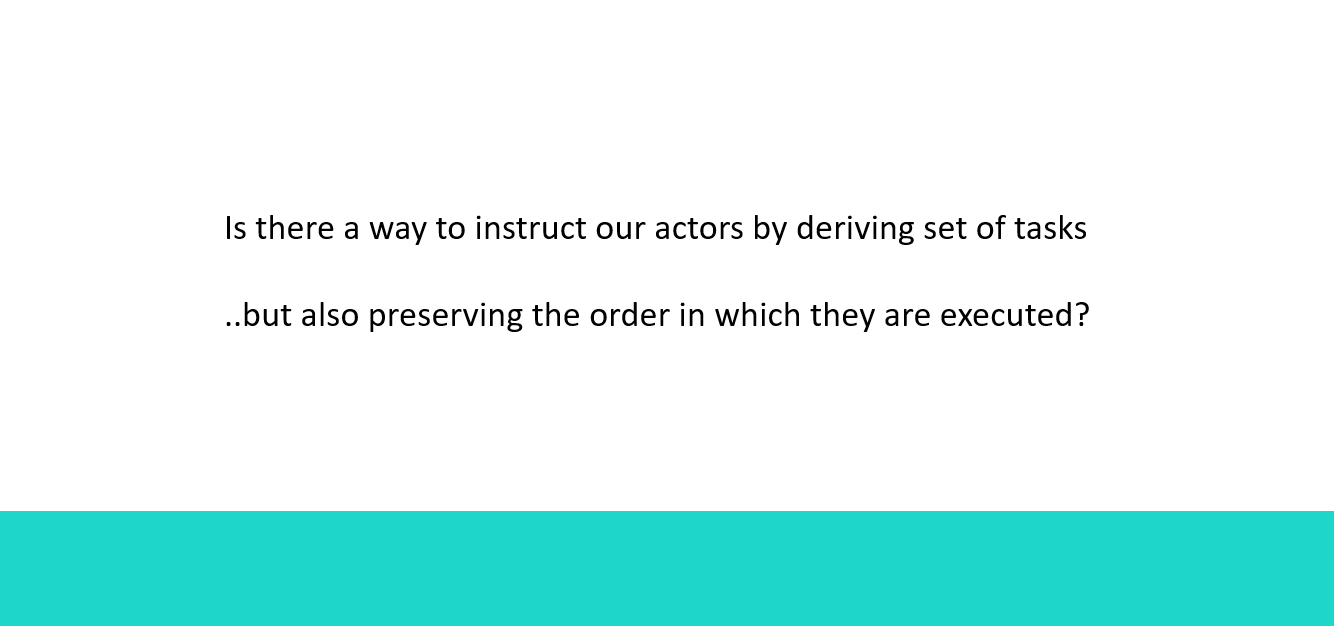 Is there a way to instruct our actors by deriving set of tasks
..but also preserving the order in which they are executed?